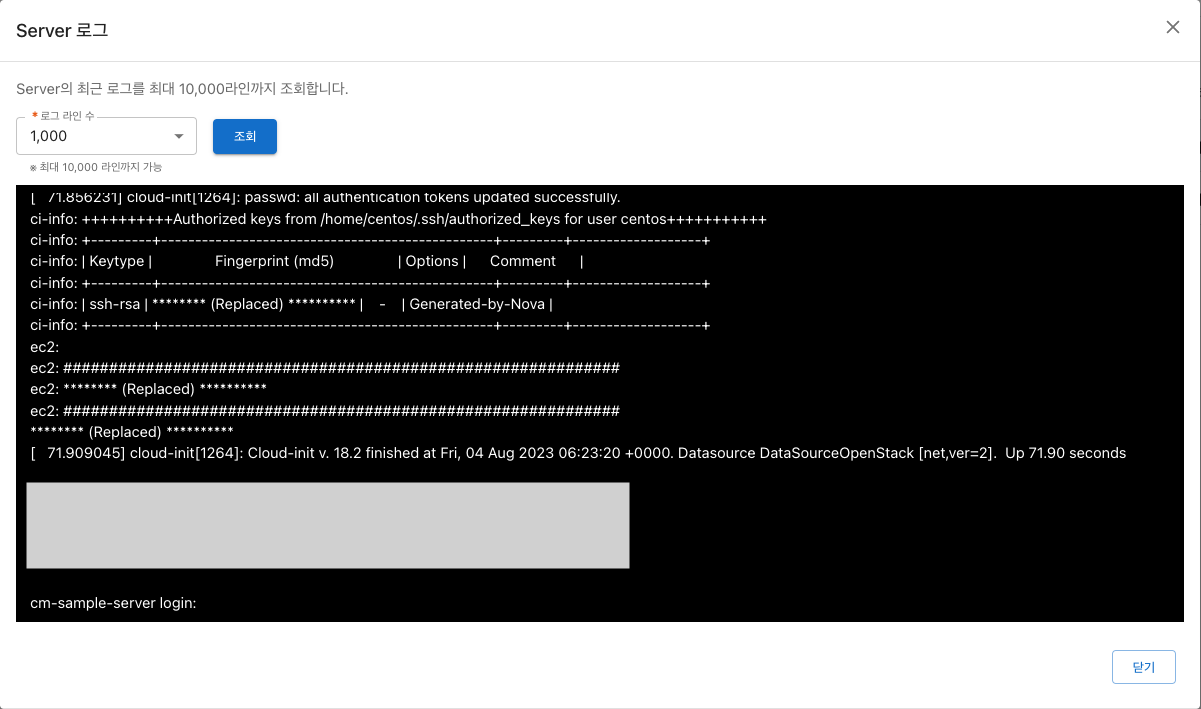 Server 로그
Server의 최근 로그를 최대 10,000라인까지 조회합니다.
* 로그 라인 수
1,000
조회
※ 최대 10,000 라인까지 가능
[   71.856231] cloud-init[1264]: passwd: all authentication tokens updated successfully.
ci-info: ++++++++++Authorized keys from /home/centos/.ssh/authorized_keys for user centos+++++++++++
ci-info: +---------+-------------------------------------------------+---------+-------------------+
ci-info: | Keytype |                Fingerprint (md5)                | Options |      Comment      |
ci-info: +---------+-------------------------------------------------+---------+-------------------+
ci-info: | ssh-rsa | ******** (Replaced) ********** |    -    | Generated-by-Nova |
ci-info: +---------+-------------------------------------------------+---------+-------------------+
ec2:
ec2: #############################################################
ec2: ******** (Replaced) **********
ec2: #############################################################
******** (Replaced) **********
[   71.909045] cloud-init[1264]: Cloud-init v. 18.2 finished at Fri, 04 Aug 2023 06:23:20 +0000. Datasource DataSourceOpenStack [net,ver=2].  Up 71.90 seconds
cm-sample-server login:
닫기